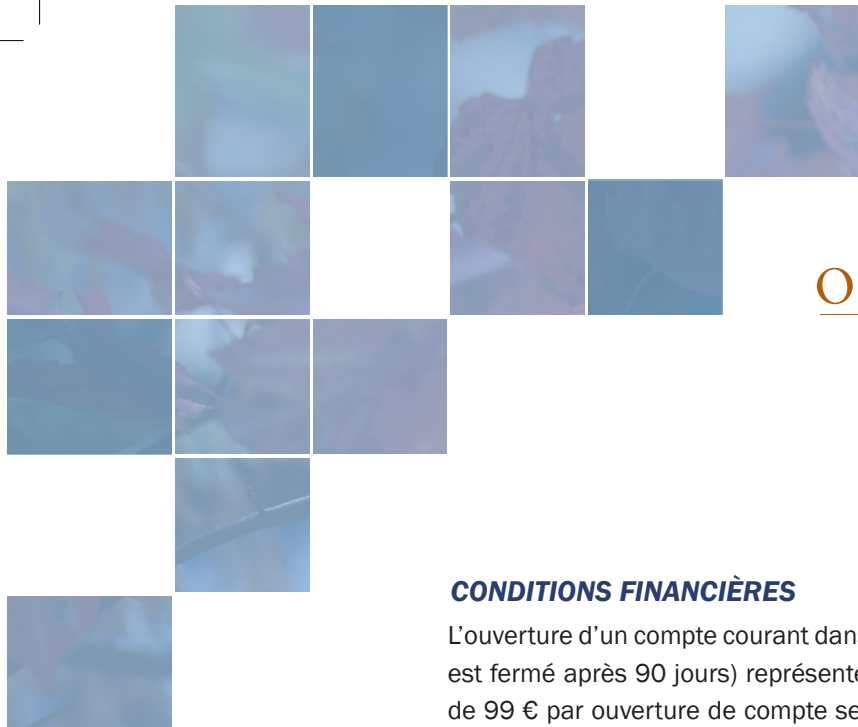 O
CONDITIONS FINANCIÈRES
L’ouverture d’un compte courant dans
est fermé après 90 jours) représente
de 99 € par ouverture de compte se